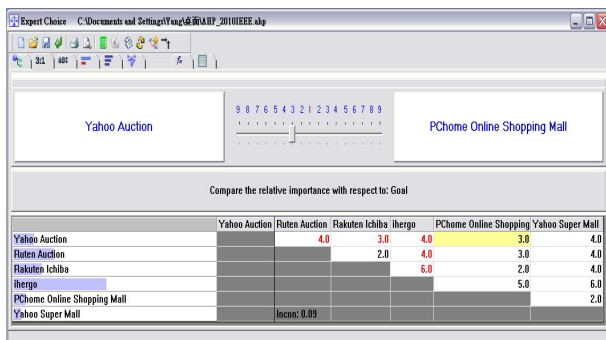 Expert Choice C:\Documents and Settings\Yang\桌面\AHP_2010IEEE.ahp
3:1 ABC
9 8 7 6 5 4 3 2 1 2 3 4 5 6 7 8 9
Yahoo Auction PChome Online Shopping Mall
Compare the relative importance with respect to: Goal
Yahoo Auction Ruten Auction Rakuten Ichiba ihergo PChome Online Shopping Yahoo Super Mall
Yahoo Auction 4.0 3.0 4.0 3.0 4.0
Ruten Auction 2.0 4.0 3.0 4.0
Rakuten Ichiba 6.0 2.0 4.0
ihergo 5.0 6.0
PChome Online Shopping Mall 2.0
Yahoo Super Mall Incon: 0.09